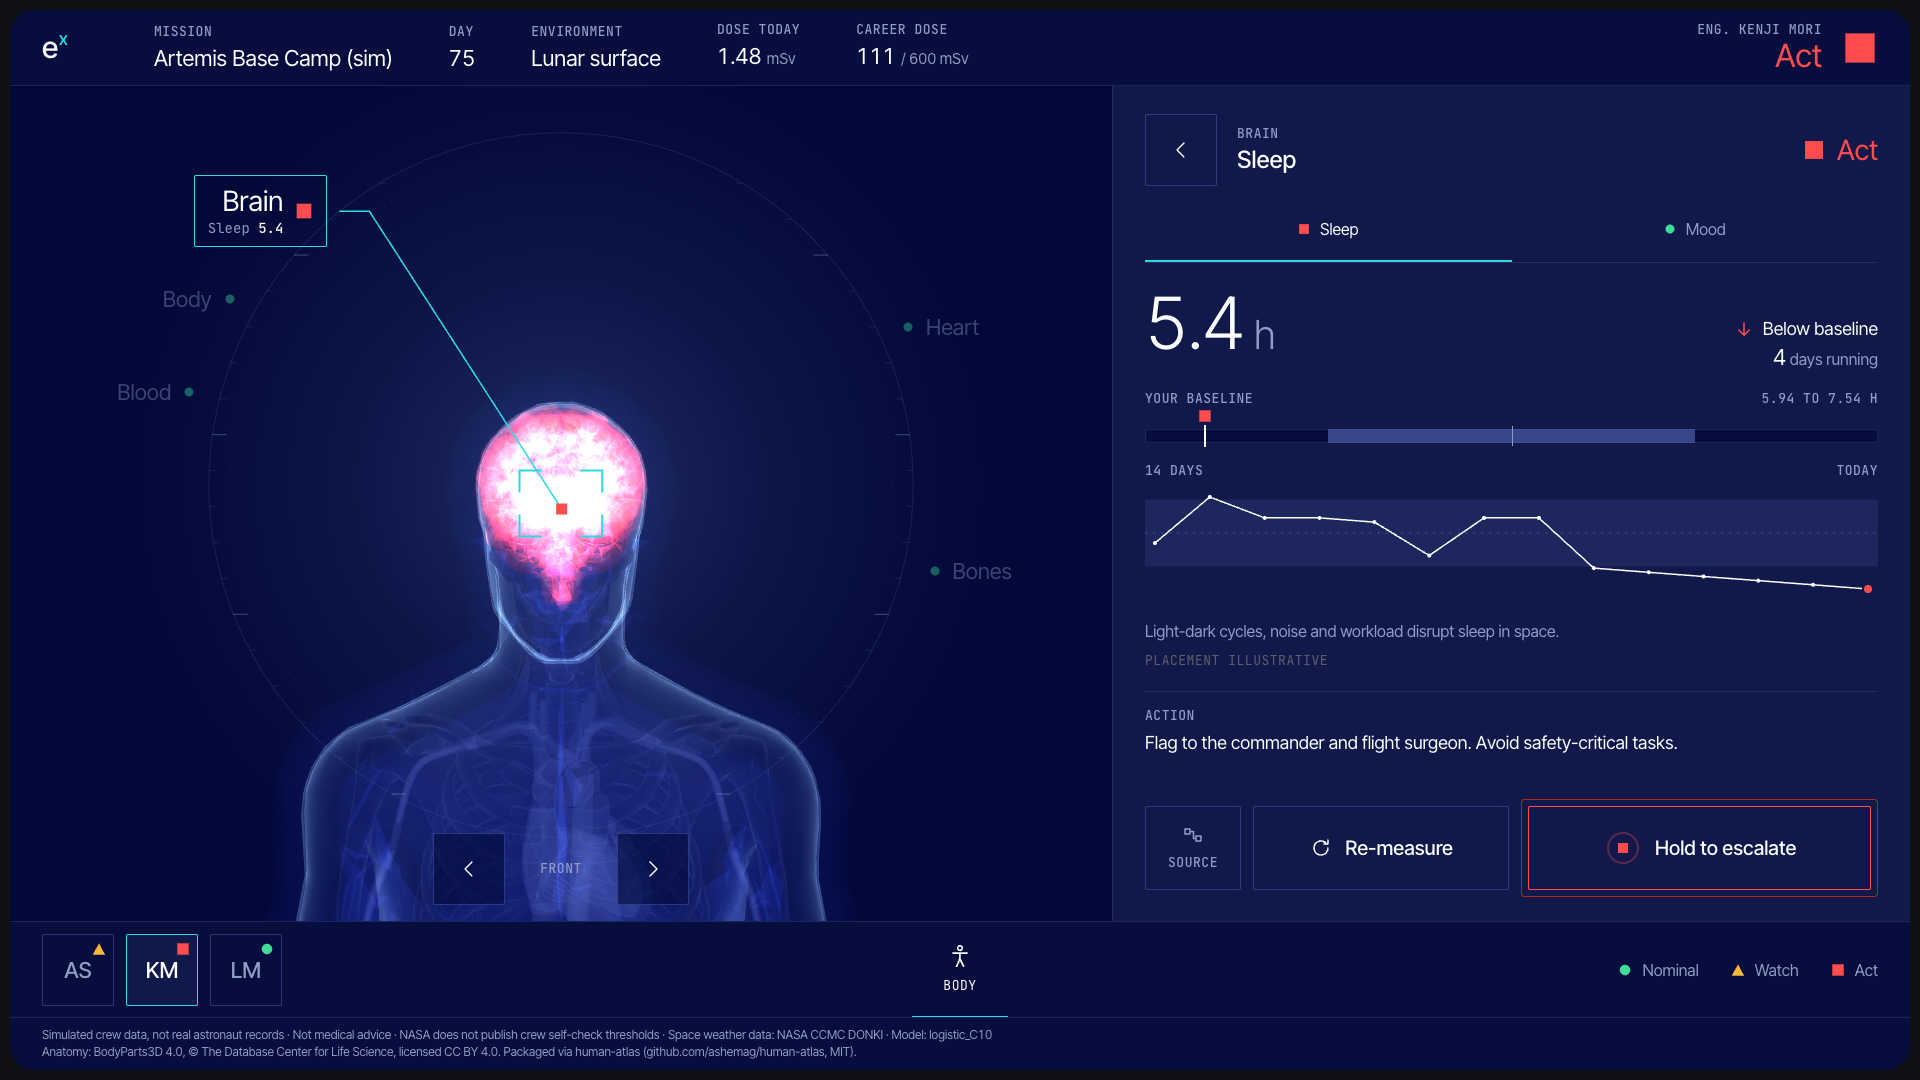 ex
MISSION
Artemis Base Camp (sim)
DAY
75
ENVIRONMENT
Lunar surface
DOSE TODAY
1.48 mSv
CAREER DOSE
111 / 600 mSv
ENG. KENJI MORI
Act
Brain
Sleep 5.4
Body
Blood
Heart
Bones
FRONT
BRAIN
Sleep
Act
Sleep
Mood
5.4 h
Below baseline
4 days running
YOUR BASELINE
5.94 TO 7.54 H
14 DAYS
TODAY
Light-dark cycles, noise and workload disrupt sleep in space.
PLACEMENT ILLUSTRATIVE
ACTION
Flag to the commander and flight surgeon. Avoid safety-critical tasks.
SOURCE
Re-measure
Hold to escalate
AS
KM
LM
BODY
Nominal
Watch
Act
Simulated crew data, not real astronaut records · Not medical advice · NASA does not publish crew self-check thresholds · Space weather data: NASA CCMC DONKI · Model: logistic_C10
Anatomy: BodyParts3D 4.0, © The Database Center for Life Science, licensed CC BY 4.0. Packaged via human-atlas (github.com/ashemag/human-atlas, MIT).